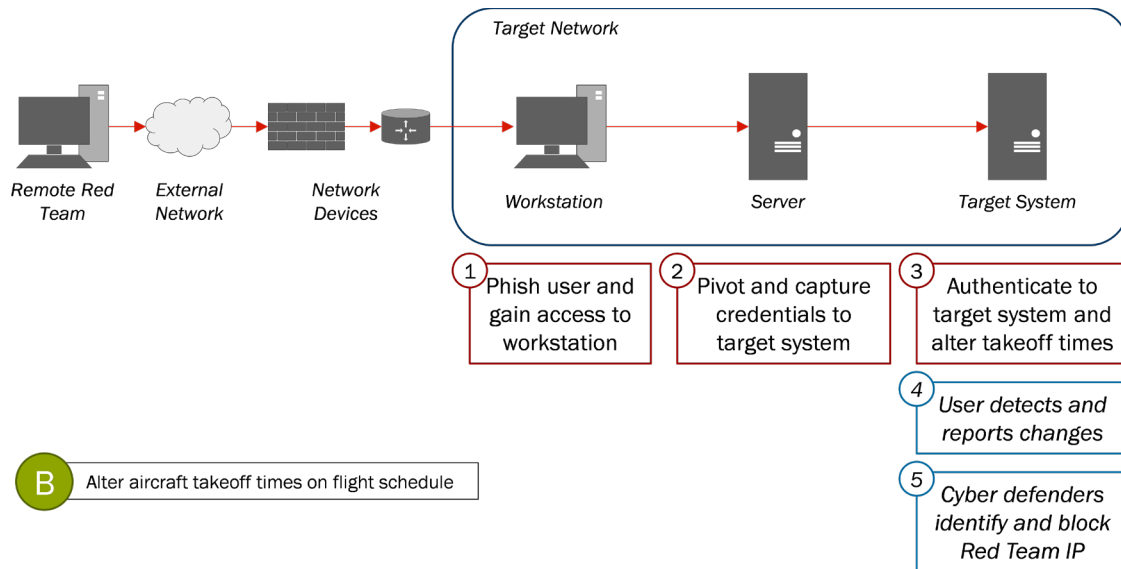 Target Network
Remote Red
Team
External
Network
Network
Devices
Workstation
Server
Target System
1
Phish user and
gain access to
workstation
2
Pivot and capture
credentials to
target system
3
Authenticate to
target system and
alter takeoff times
4
User detects and
reports changes
5
Cyber defenders
identify and block
Red Team IP
B
Alter aircraft takeoff times on flight schedule